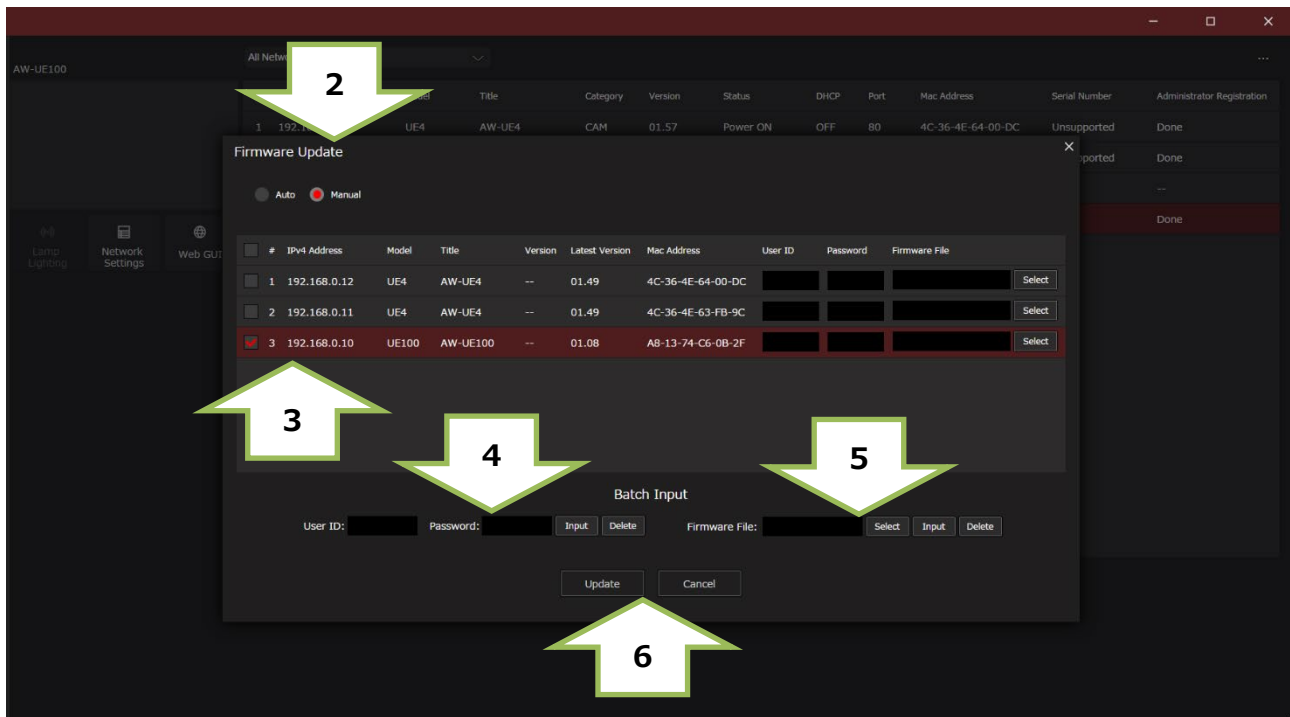 AW-UE100
All Netw
...
2
Title Category Version Status DHCP Port Mac Address Serial Number Administrator Registration
1 192.1 UE4 AW-UE4 CAM 01.57 Power ON OFF 80 4C-36-4E-64-00-DC Unsupported Done
Firmware Update
pported Done
Auto Manual
--
Done
Lamp Lighting
Network Settings
Web GUI
# IPv4 Address Model Title Version Latest Version Mac Address User ID Password Firmware File
1 192.168.0.12 UE4 AW-UE4 -- 01.49 4C-36-4E-64-00-DC Select
2 192.168.0.11 UE4 AW-UE4 -- 01.49 4C-36-4E-63-FB-9C Select
3 192.168.0.10 UE100 AW-UE100 -- 01.08 A8-13-74-C6-0B-2F Select
3
4
5
Batch Input
User ID: Password: Input Delete Firmware File: Select Input Delete
Update Cancel
6